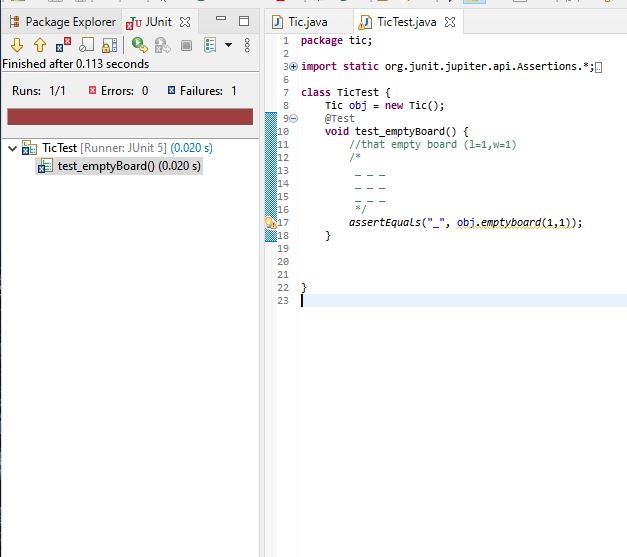 Package Explorer JUnit
Finished after 0.113 seconds
Runs: 1/1 Errors: 0 Failures: 1
TicTest [Runner: JUnit 5] (0.020 s)
test_emptyBoard() (0.020 s)
Tic.java TicTest.java
1 package tic;
2
3 import static org.junit.jupiter.api.Assertions.*;
6
7 class TicTest {
8 Tic obj = new Tic();
9 @Test
10 void test_emptyBoard() {
11 //that empty board (l=1,w=1)
12 /*
13 _ _ _
14 _ _ _
15 _ _ _
16 */
17 assertEquals("_", obj.emptyboard(1,1));
18 }
19
20
21
22 }
23